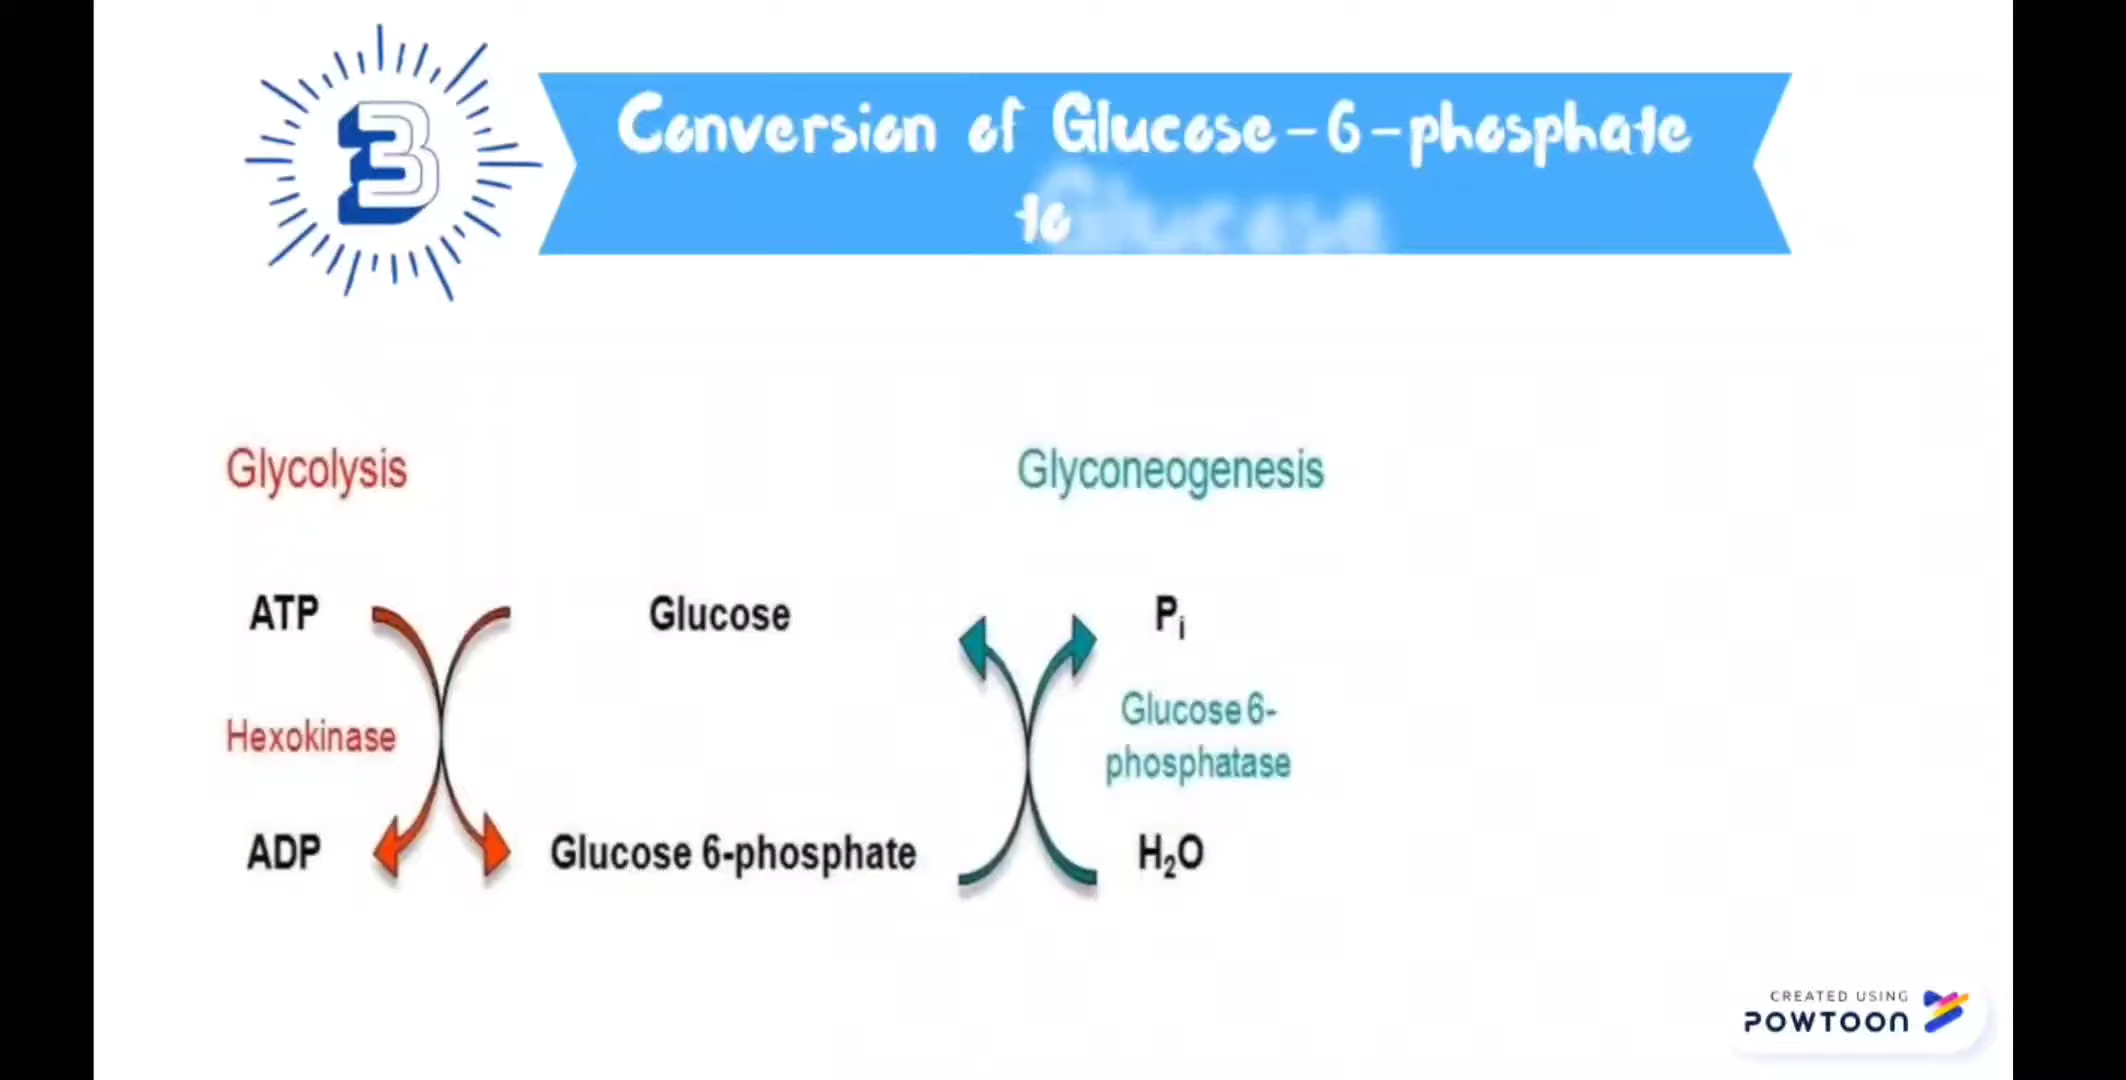 3
Conversion of Glucose-6-phosphate
to Glucose
Glycolysis
Glyconeogenesis
ATP
Glucose
Pi
Hexokinase
Glucose 6-
phosphatase
ADP
Glucose 6-phosphate
H₂O
CREATED USING
POWTOON